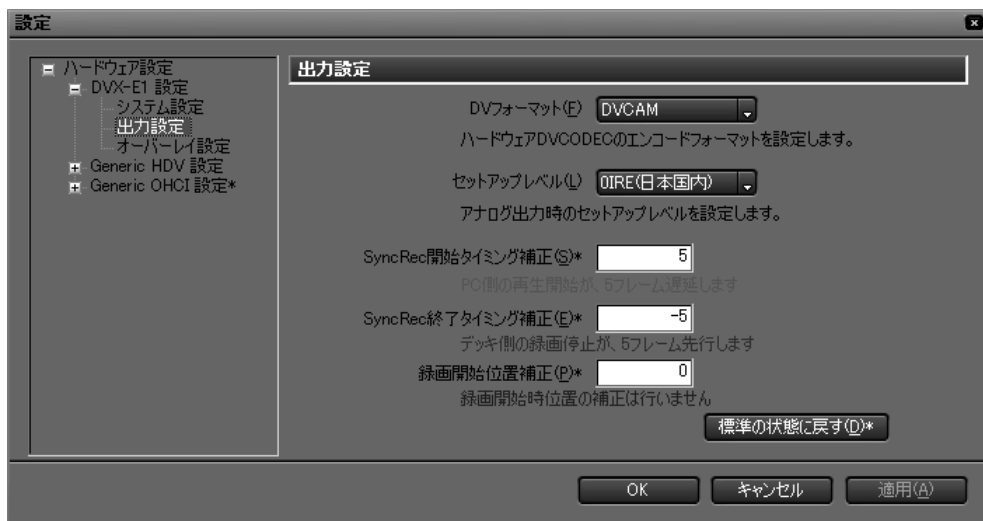 設定
ハードウェア設定
DVX-E1 設定
システム設定
出力設定
オーバーレイ設定
Generic HDV 設定
Generic OHCI 設定*
出力設定
DVフォーマット(F) DVCAM
ハードウェアDVCODECのエンコードフォーマットを設定します。
セットアップレベル(L) 0IRE(日本国内)
アナログ出力時のセットアップレベルを設定します。
SyncRec開始タイミング補正(S)* 5
PC側の再生開始が、5フレーム遅延します
SyncRec終了タイミング補正(E)* -5
デッキ側の録画停止が、5フレーム先行します
録画開始位置補正(P)* 0
録画開始時位置の補正は行いません
標準の状態に戻す(D)*
OK キャンセル 適用(A)